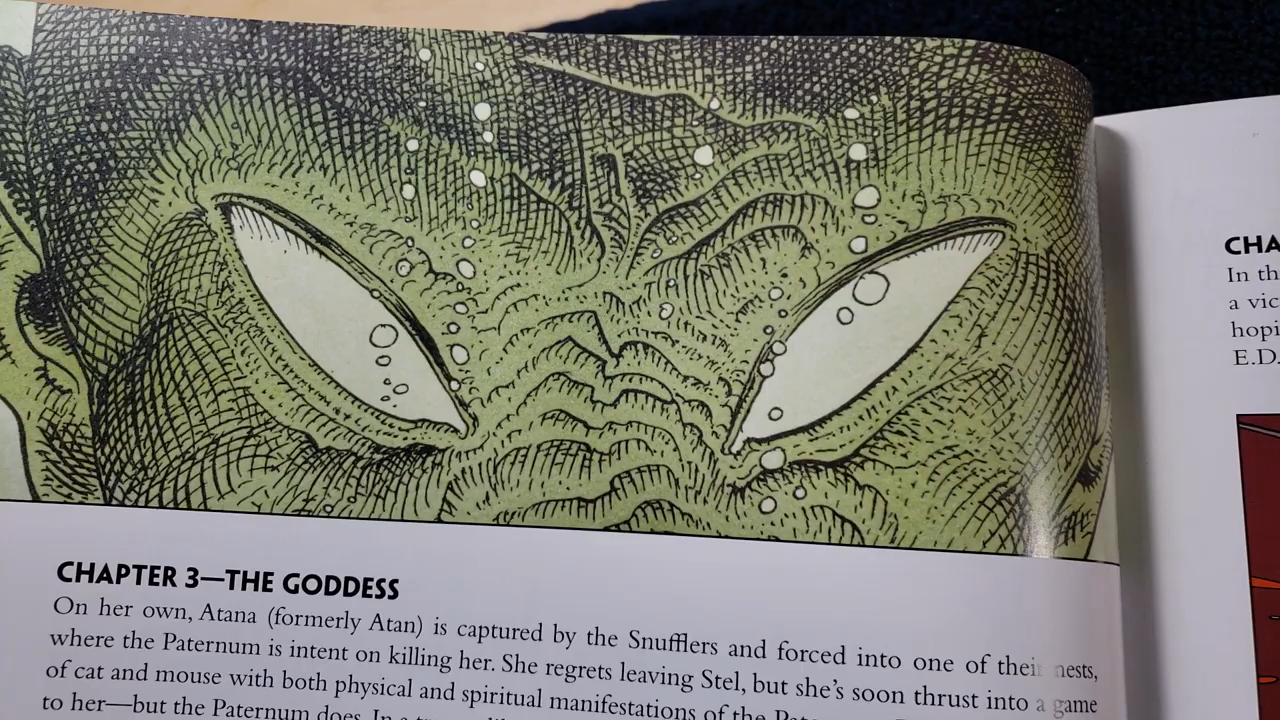 CHAPTER 3—THE GODDESS
On her own, Atana (formerly Atan) is captured by the Snufflers and forced into one of their nests,
where the Paternum is intent on killing her. She regrets leaving Stel, but she's soon thrust into a game
of cat and mouse with both physical and spiritual manifestations of the
to her—but the Paternum does. In a
CHA
In th
a vic
hopi
E.D.